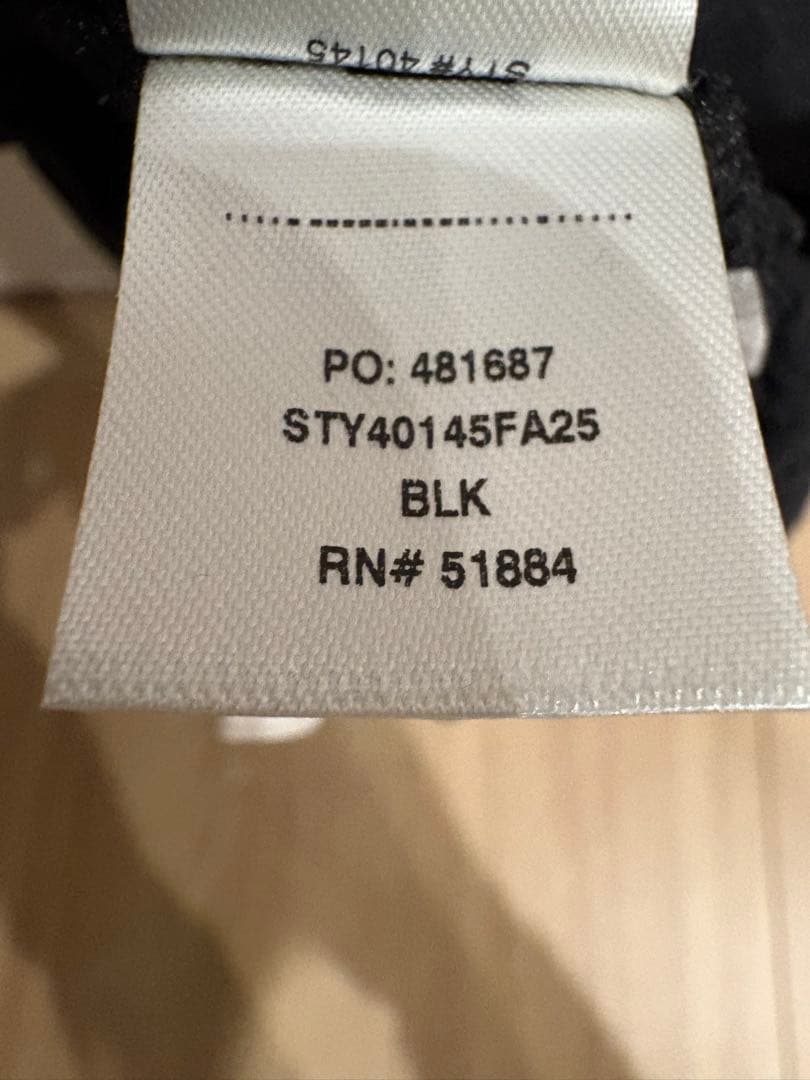 STY# 40145
PO: 481687
STY40145FA25
BLK
RN# 51884